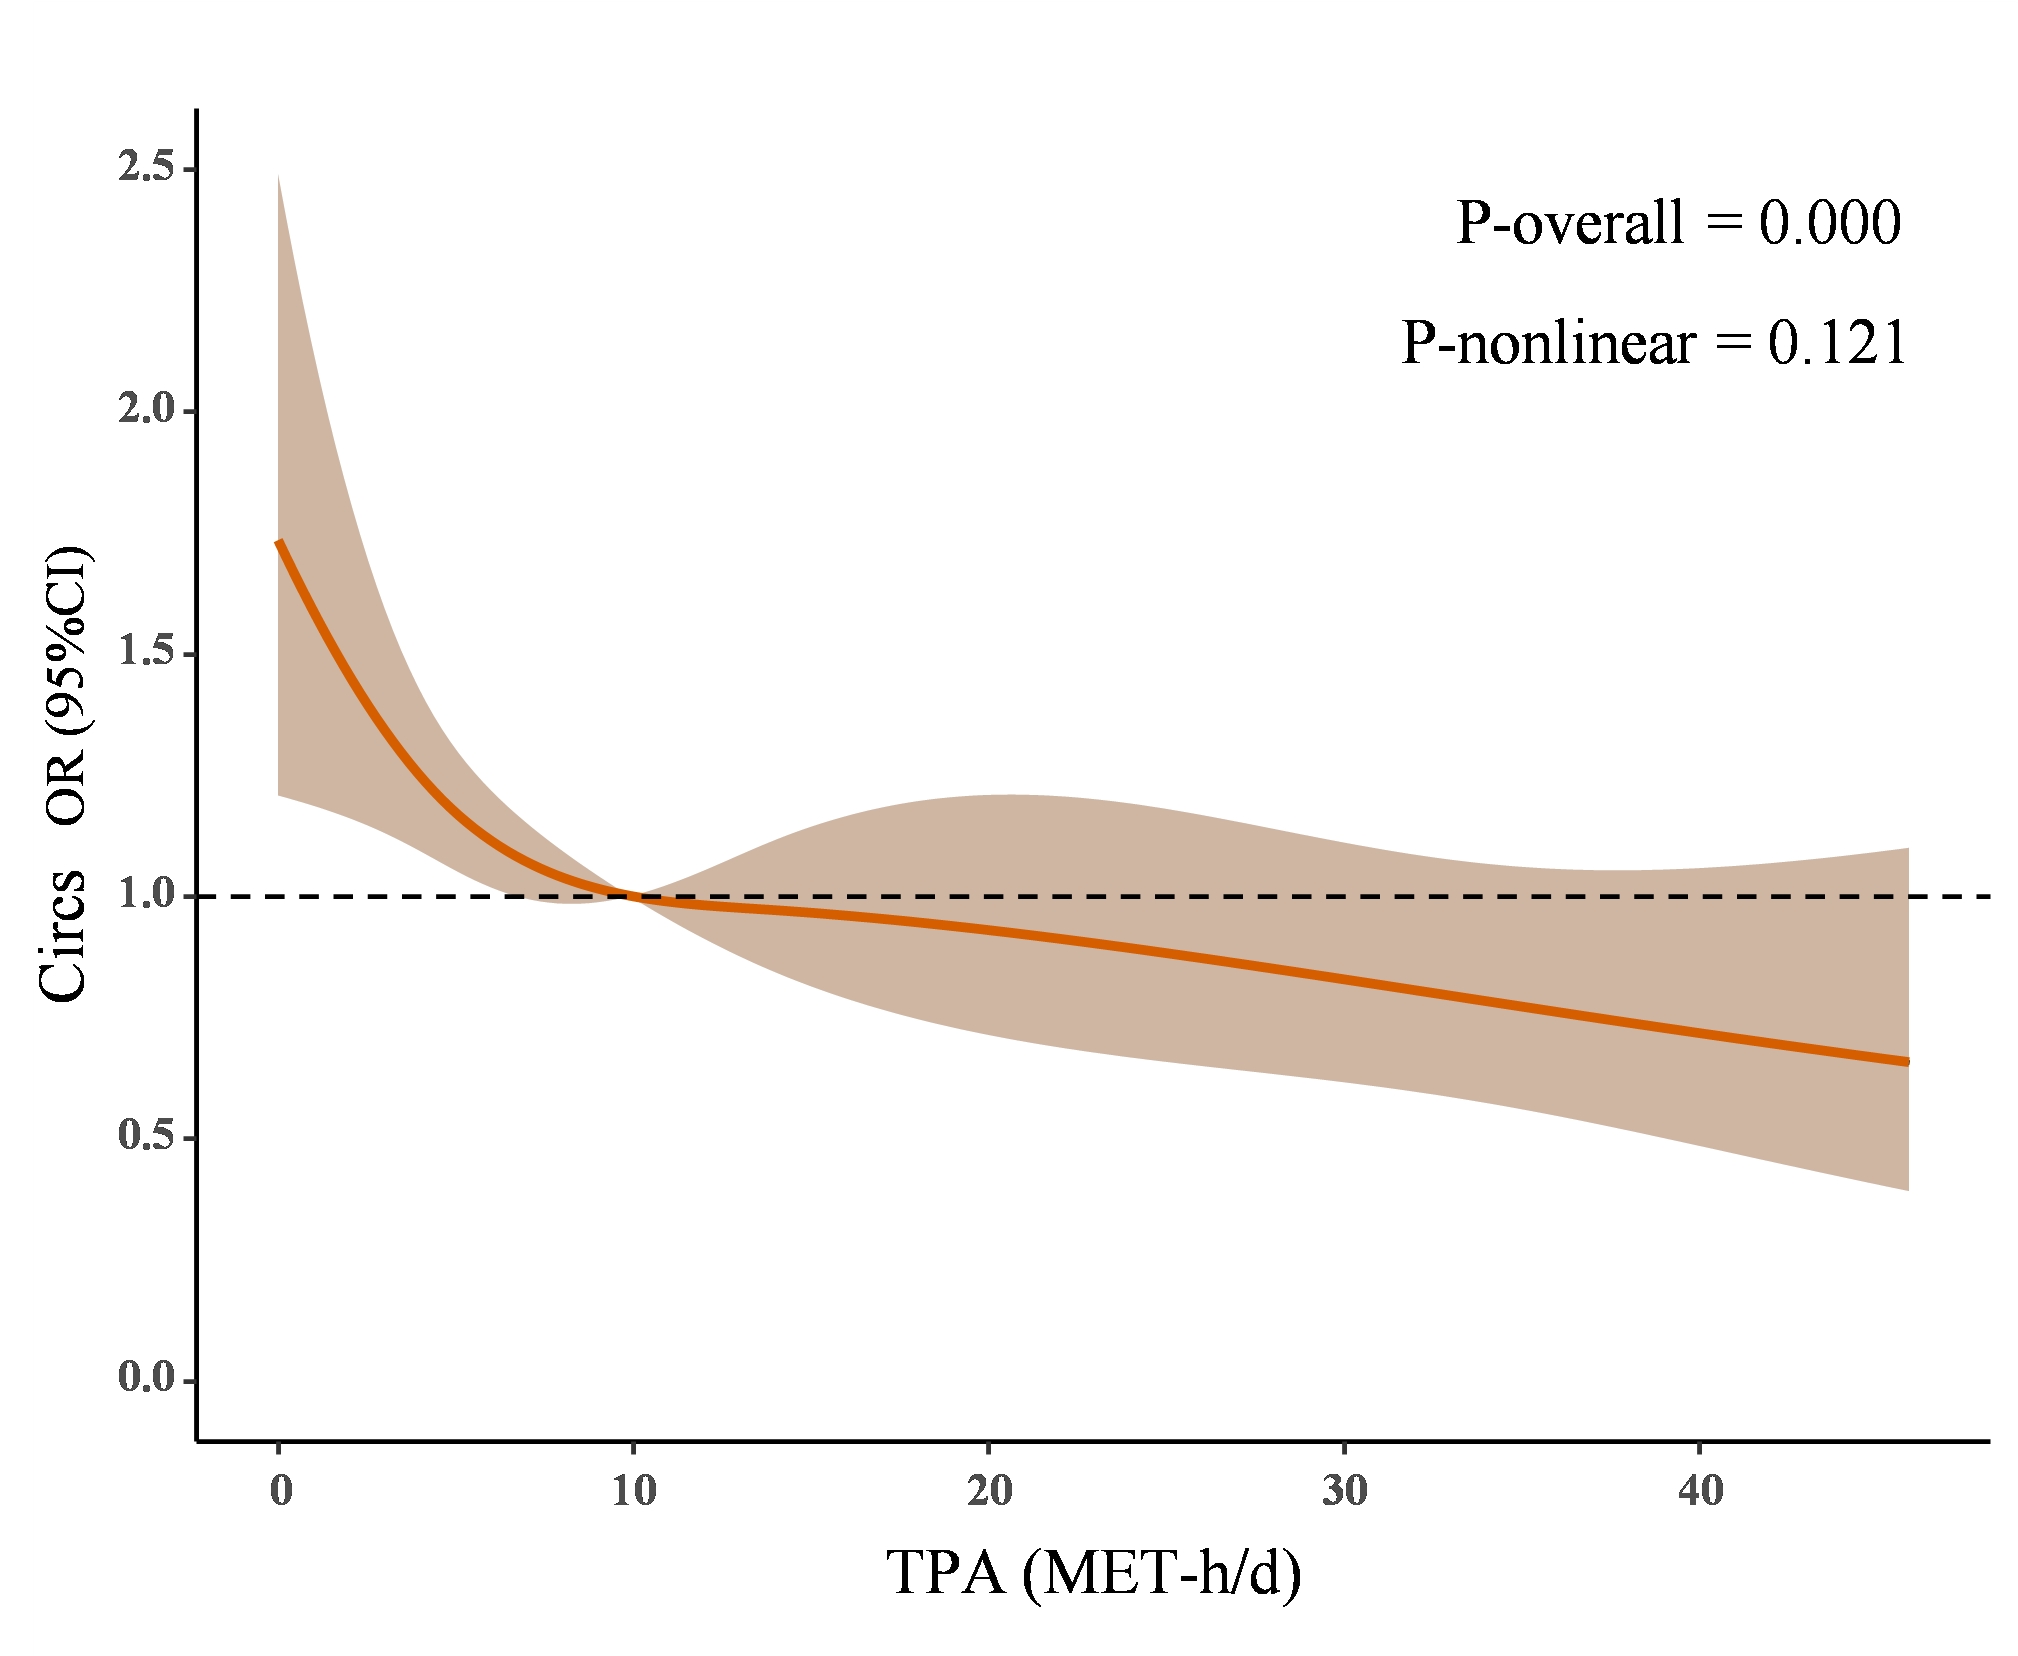 P-overall = 0.000
P-nonlinear = 0.121
Circs OR (95%CI)
2.5
2.0
1.5
1.0
0.5
0.0
0 10 20 30 40
TPA (MET-h/d)